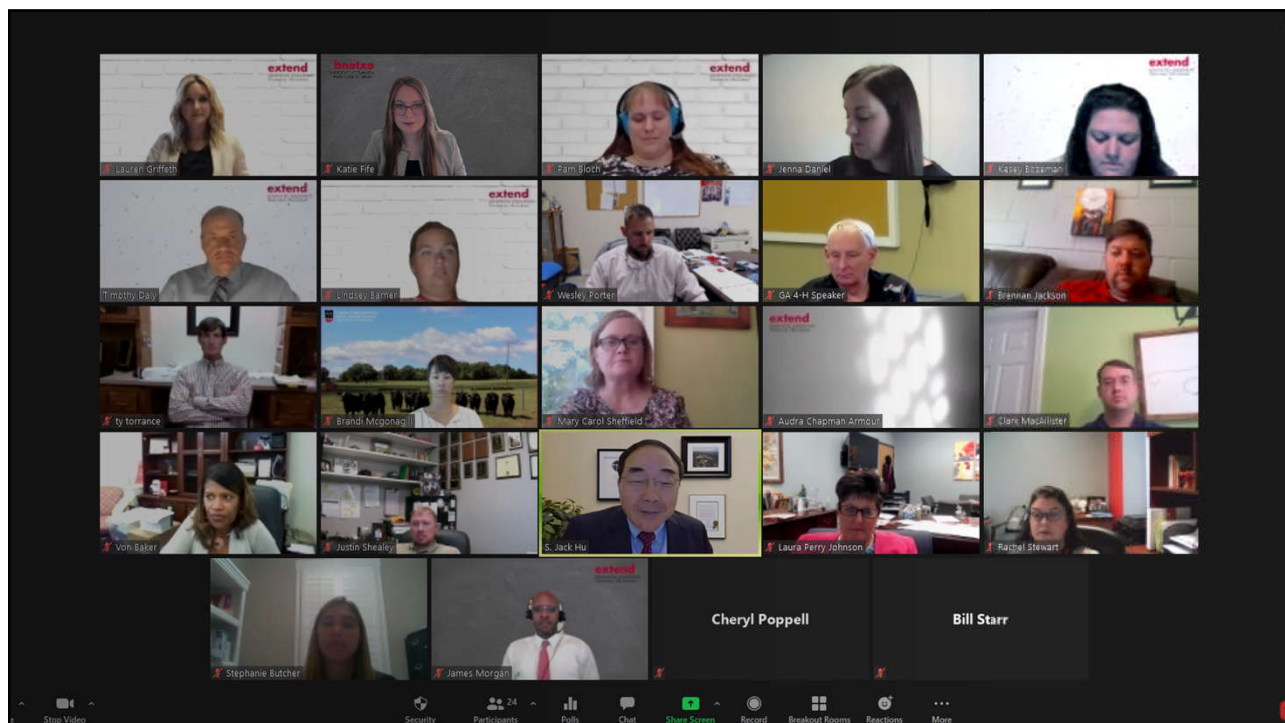 extend
Lauren Griffeth
extend
Katie Fife
extend
Pam Bloch
Jenna Daniel
extend
Kasey Bozeman
extend
Timothy Daly
extend
Lindsey Barner
Wesley Porter
GA 4-H Speaker
Brennan Jackson
ty torrance
Brandi Mcgonagill
Mary Carol Sheffield
extend
Audra Chapman Armour
Clark MacAllister
Von Baker
Justin Shealey
S. Jack Hu
Laura Perry Johnson
Rachel Stewart
Stephanie Butcher
extend
James Morgan
Cheryl Poppell
Bill Starr
Stop Video
Security
24
Participants
Polls
Chat
Share Screen
Record
Breakout Rooms
Reactions
More